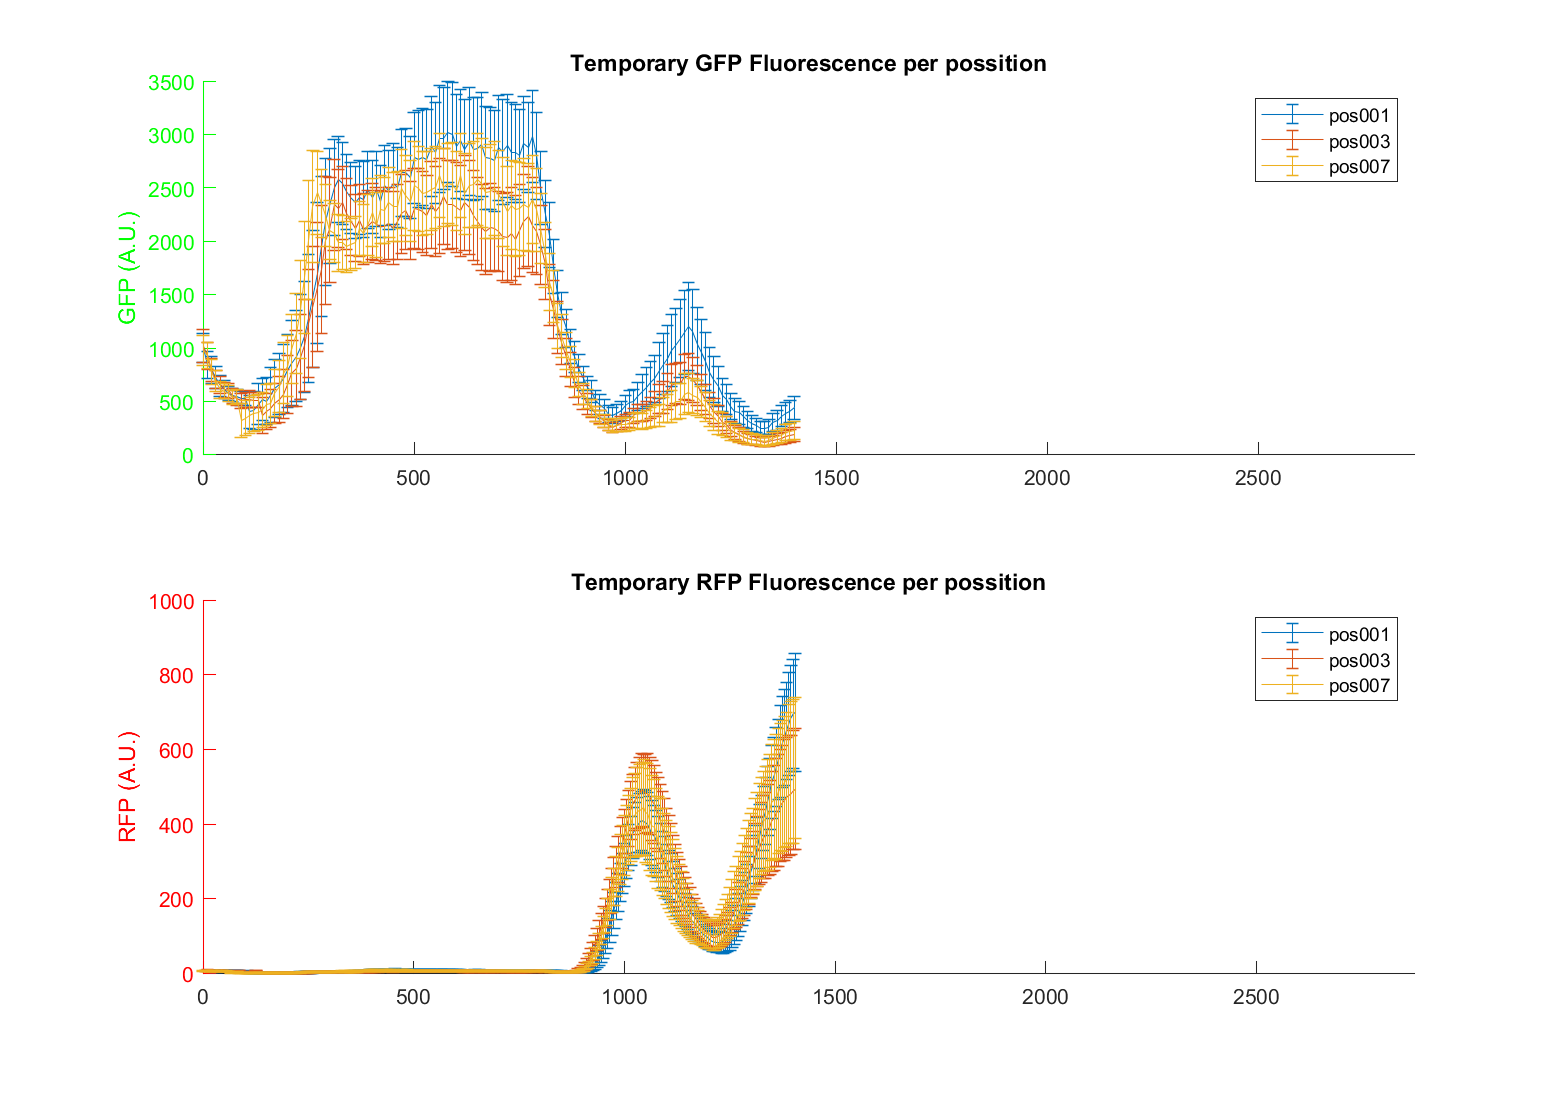 Temporary GFP Fluorescence per possition
GFP (A.U.)
3500
3000
2500
2000
1500
1000
500
0
0 500 1000 1500 2000 2500
pos001
pos003
pos007
Temporary RFP Fluorescence per possition
RFP (A.U.)
1000
800
600
400
200
0
0 500 1000 1500 2000 2500
pos001
pos003
pos007